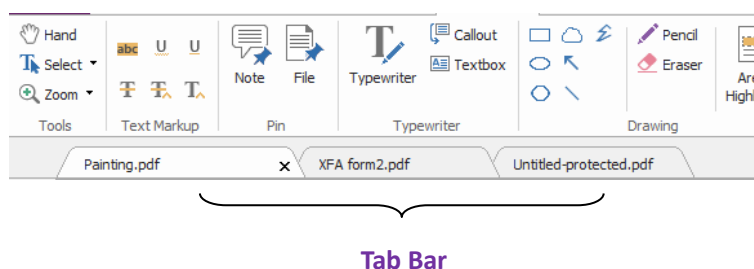 Hand
Select
Zoom
Tools
abc U U
T T T
Text Markup
Note File
Pin
T
Typewriter
Callout
Textbox
Typewriter
Pencil
Eraser
Drawing
Are
Highl
Painting.pdf x XFA form2.pdf Untitled-protected.pdf
Tab Bar